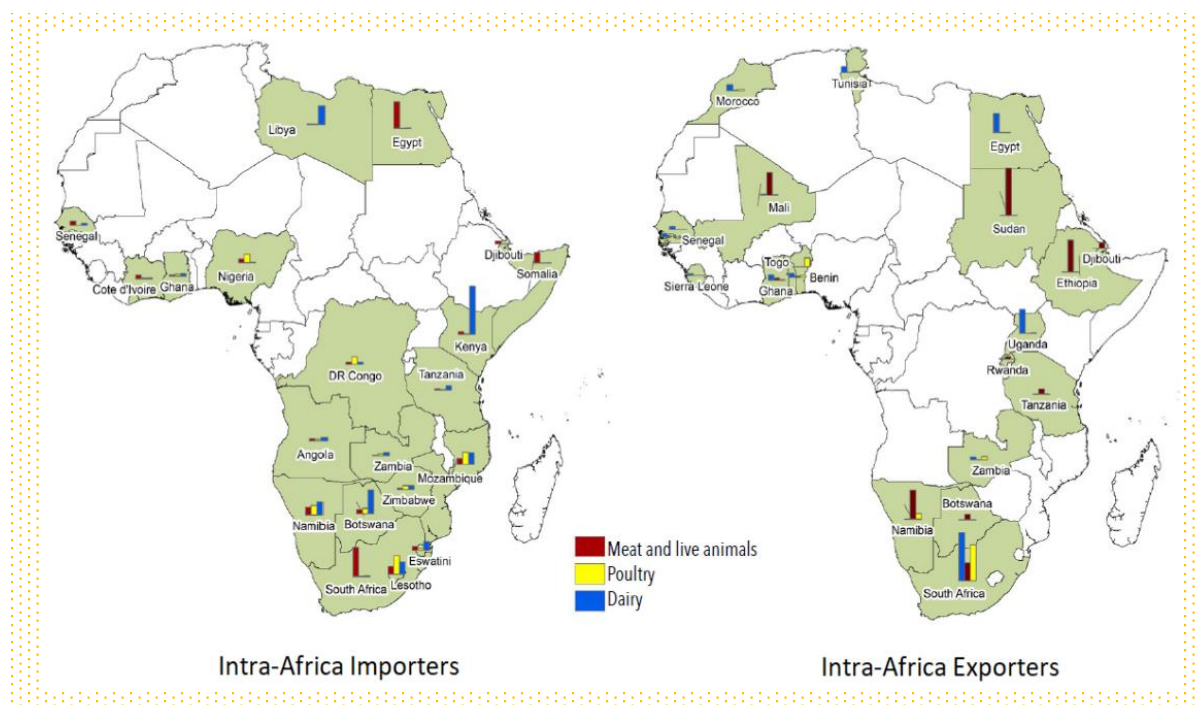 Libya
Egypt
Senegal
Cote d'Ivoire
Ghana
Nigeria
Djibouti
Somalia
Kenya
DR Congo
Tanzania
Angola
Zambia
Mozambique
Zimbabwe
Namibia
Botswana
Eswatini
South Africa
Lesotho
Intra-Africa Importers
Meat and live animals
Poultry
Dairy
Morocco
Tunisia
Egypt
Mali
Sudan
Senegal
Sierra Leone
Togo
Ghana
Benin
Djibouti
Ethiopia
Uganda
Rwanda
Tanzania
Zambia
Botswana
Namibia
South Africa
Intra-Africa Exporters